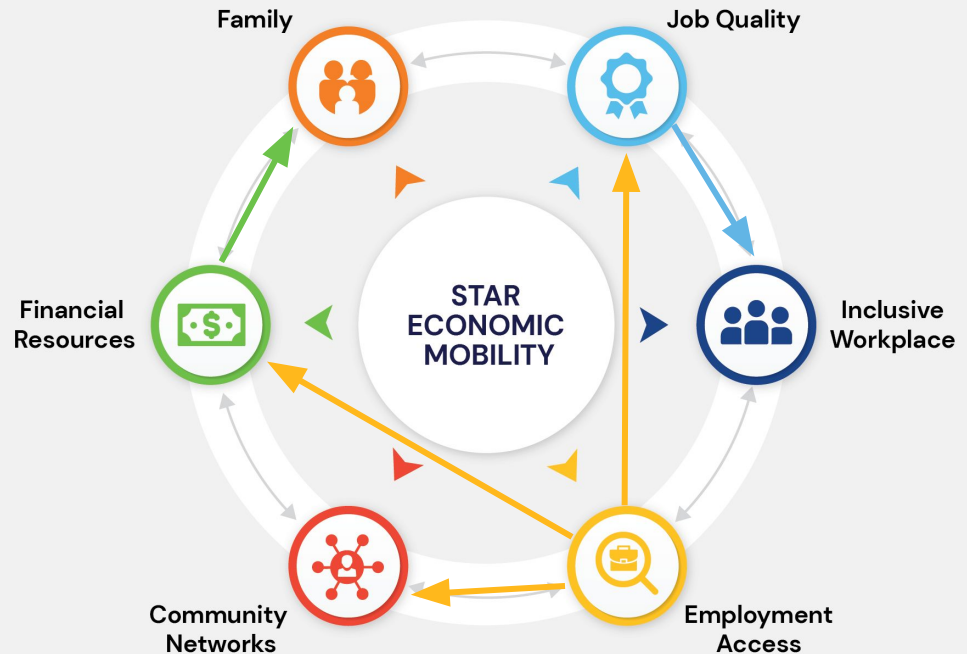 Family
Job Quality
Financial
Resources
STAR
ECONOMIC
MOBILITY
Inclusive
Workplace
$
Community
Networks
Employment
Access